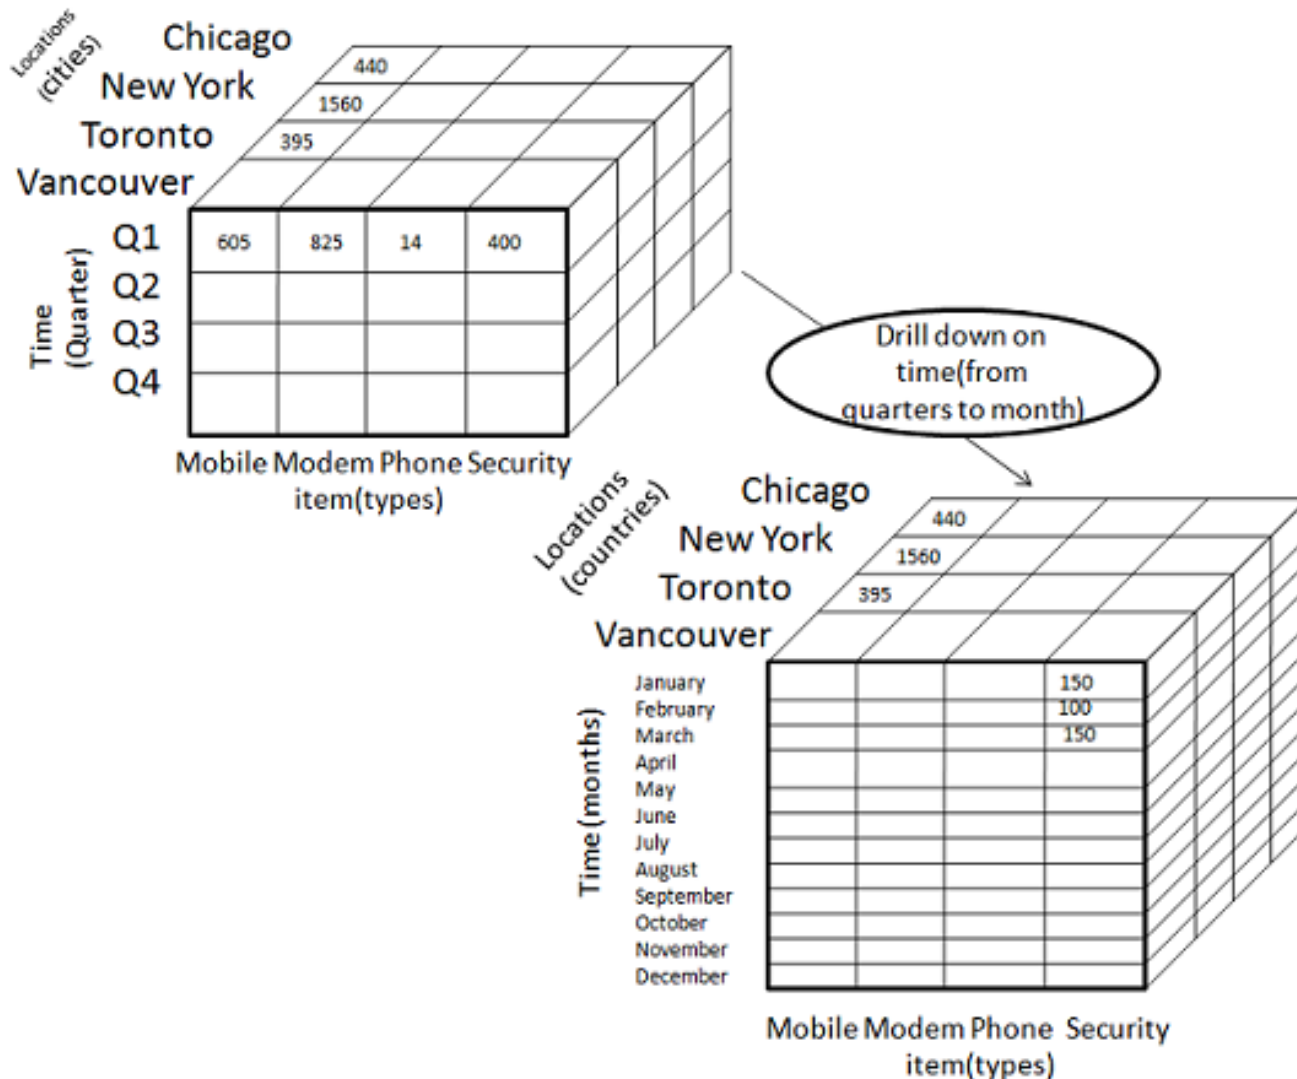 Locations
(cities)
Chicago
New York
Toronto
Vancouver
440
1560
395
Time
(Quarter)
Q1
Q2
Q3
Q4
605 825 14 400
Mobile Modem Phone Security
item(types)
Drill down on
time(from
quarters to month)
Locations
(countries)
Chicago
New York
Toronto
Vancouver
440
1560
395
Time (months)
January 150
February 100
March 150
April
May
June
July
August
September
October
November
December
Mobile Modem Phone Security
item(types)